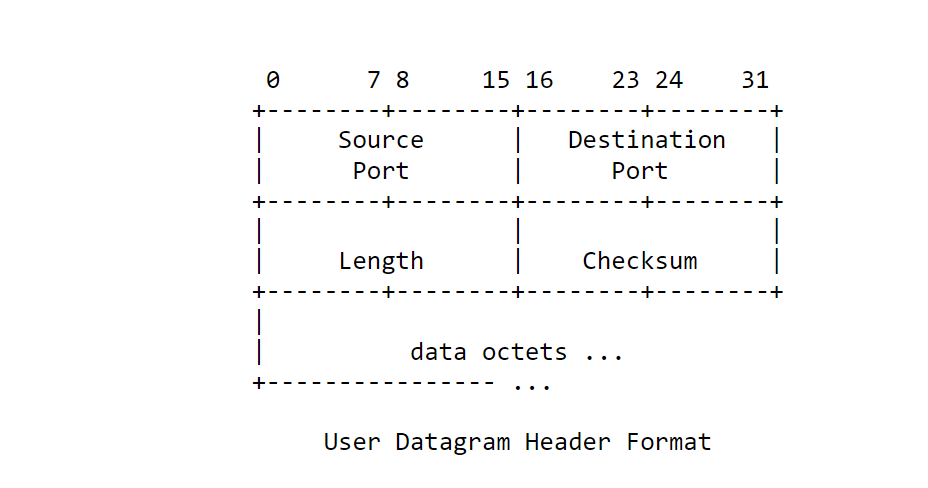 0      7 8     15 16    23 24    31
+--------+--------+--------+--------+
|     Source      |   Destination   |
|      Port       |      Port       |
+--------+--------+--------+--------+
|                 |                 |
|     Length      |    Checksum     |
+--------+--------+--------+--------+
|
|          data octets ...
+---------------- ...
User Datagram Header Format